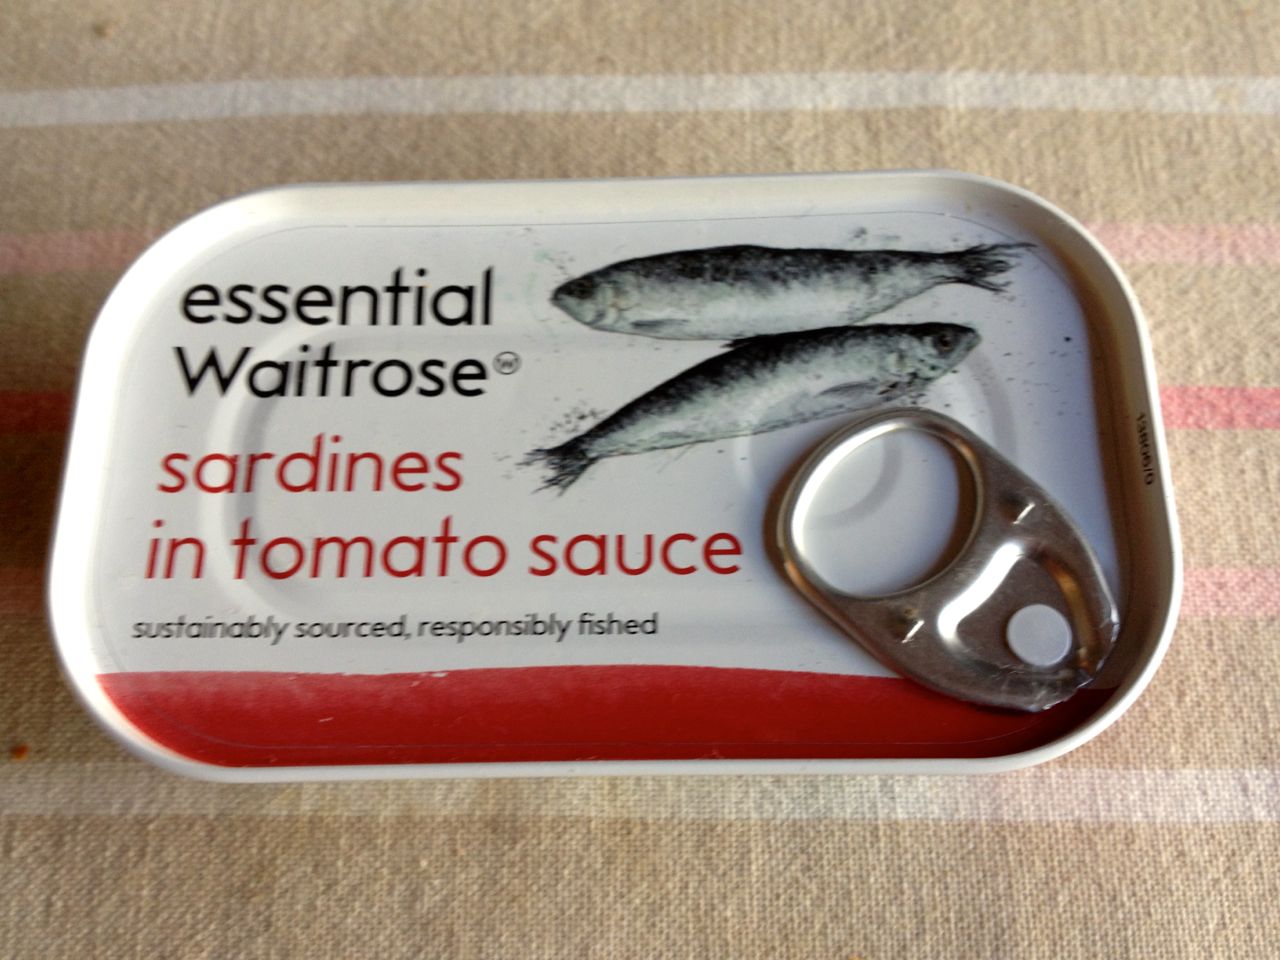 essential
Waitrose
sardines
in tomato sauce
sustainably sourced, responsibly fished